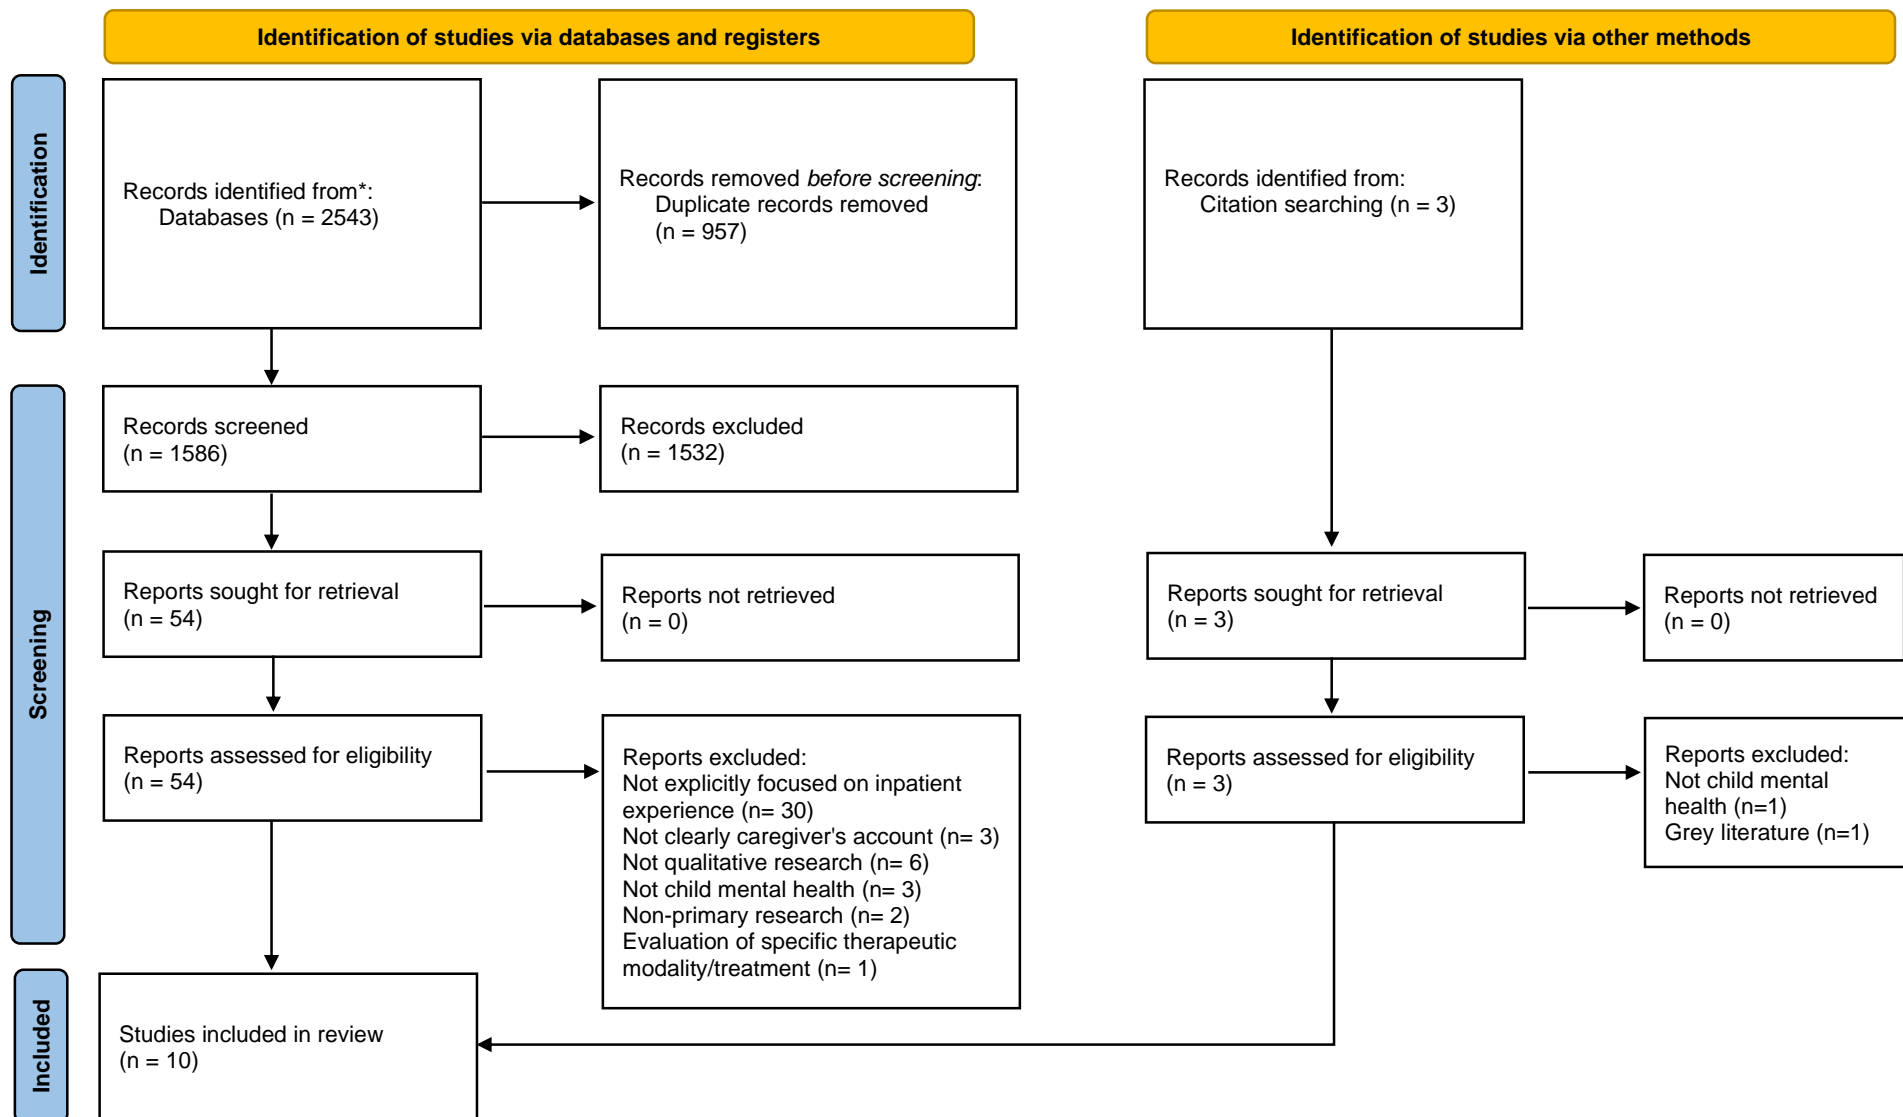 Identification of studies via databases and registers
Identification of studies via other methods
Identification
Records identified from*:
Databases (n = 2543)
Records removed before screening:
Duplicate records removed
(n = 957)
Records identified from:
Citation searching (n = 3)
Screening
Records screened
(n = 1586)
Records excluded
(n = 1532)
Reports sought for retrieval
(n = 54)
Reports not retrieved
(n = 0)
Reports sought for retrieval
(n = 3)
Reports not retrieved
(n = 0)
Reports assessed for eligibility
(n = 54)
Reports excluded:
Not explicitly focused on inpatient
experience (n= 30)
Not clearly caregiver's account (n= 3)
Not qualitative research (n= 6)
Not child mental health (n= 3)
Non-primary research (n= 2)
Evaluation of specific therapeutic
modality/treatment (n= 1)
Reports assessed for eligibility
(n = 3)
Reports excluded:
Not child mental
health (n=1)
Grey literature (n=1)
Included
Studies included in review
(n = 10)